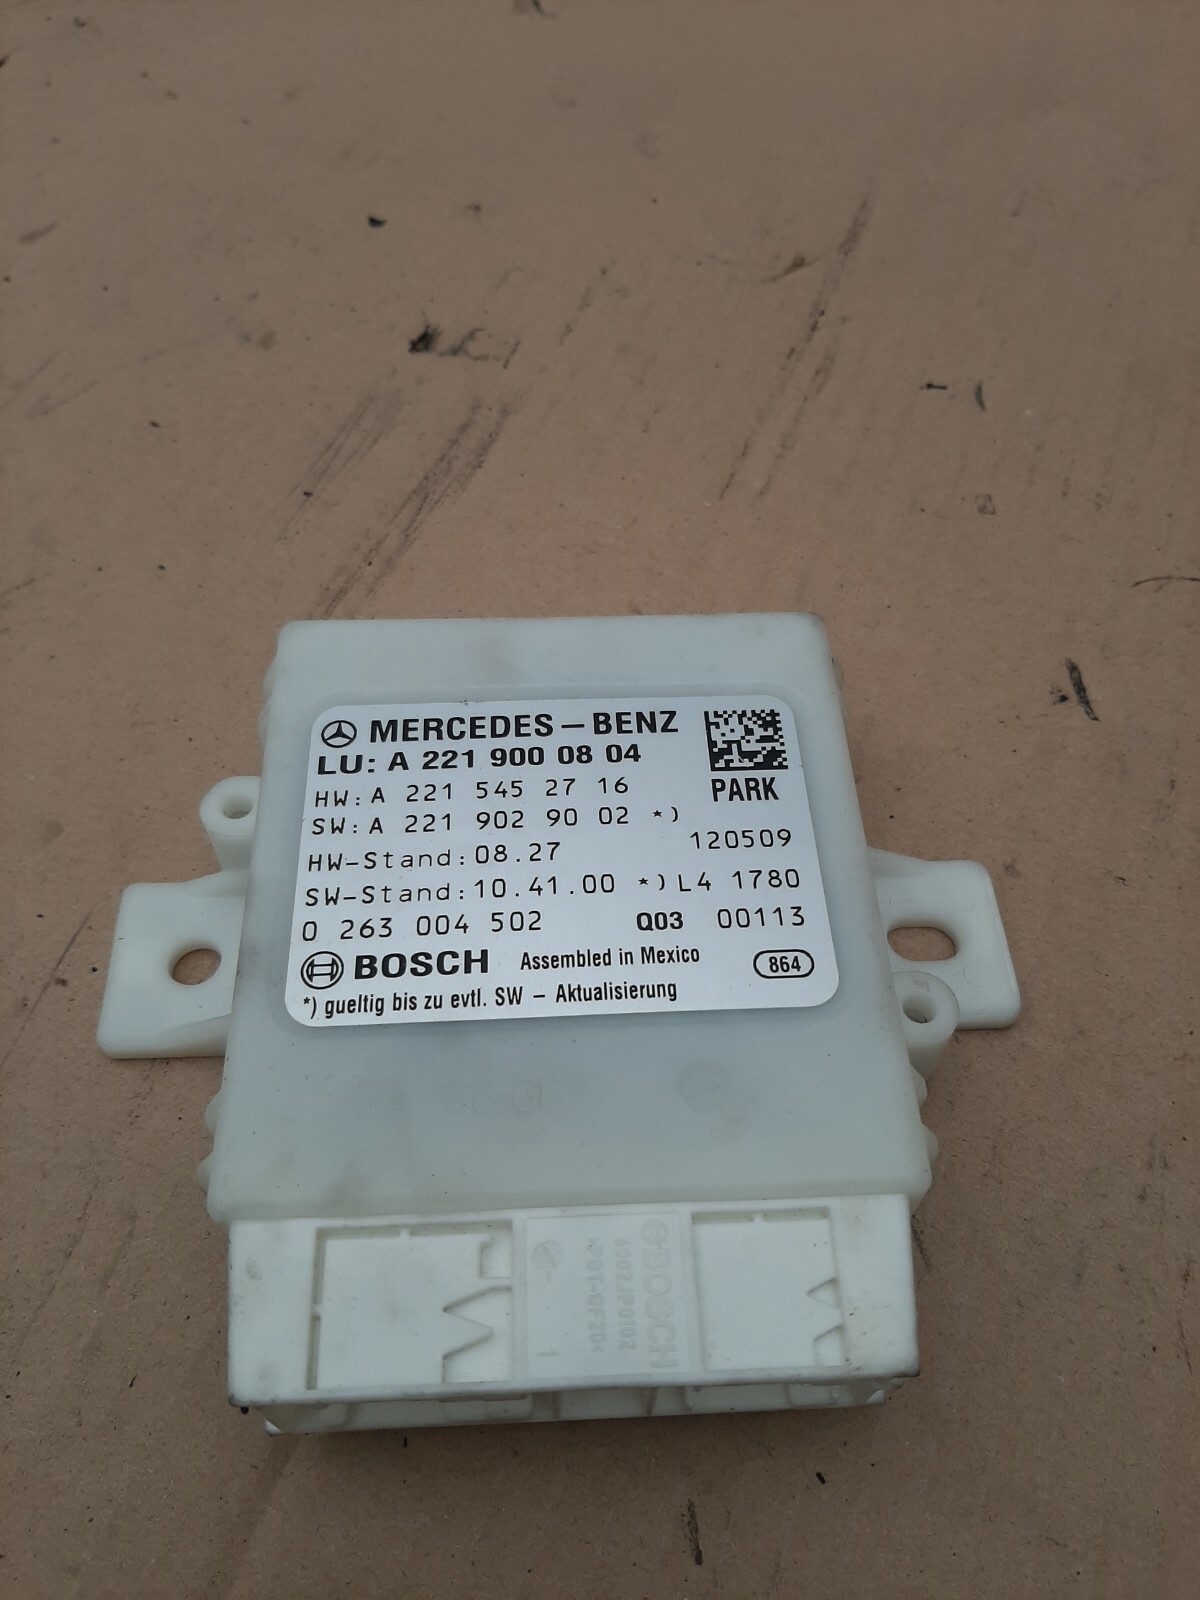 MERCEDES – BENZ
LU: A 221 900 08 04
HW: A 221 545 27 16
PARK
SW: A 221 902 90 02 *)
HW-Stand: 08.27 120509
SW-Stand: 10.41.00 *) L4 1780
0 263 004 502 Q03 00113
BOSCH Assembled in Mexico 864
*) gueltig bis zu evtl. SW – Aktualisierung
BOSCH
1